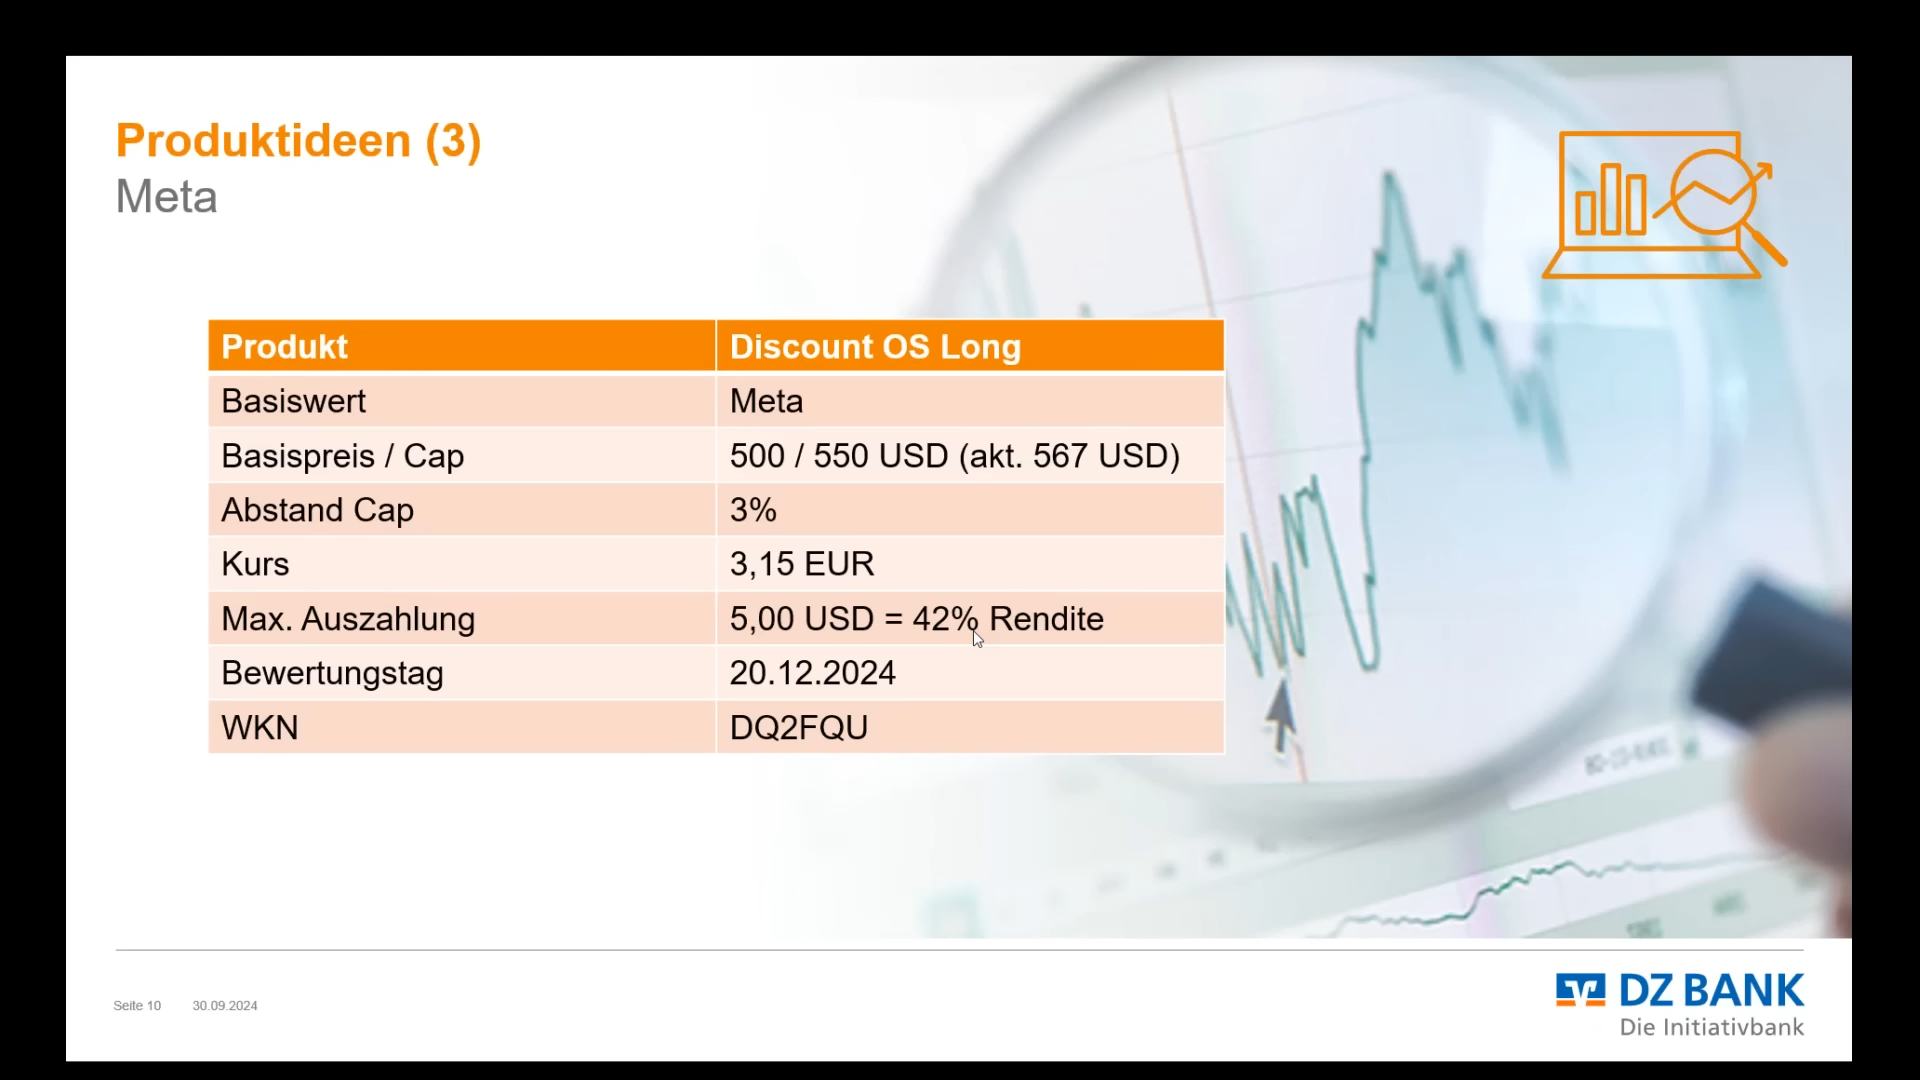 Produktideen (3)
Meta
Produkt Discount OS Long
Basiswert Meta
Basispreis / Cap 500 / 550 USD (akt. 567 USD)
Abstand Cap 3%
Kurs 3,15 EUR
Max. Auszahlung 5,00 USD = 42% Rendite
Bewertungstag 20.12.2024
WKN DQ2FQU
Seite 10 30.09.2024
DZ BANK
Die Initiativbank